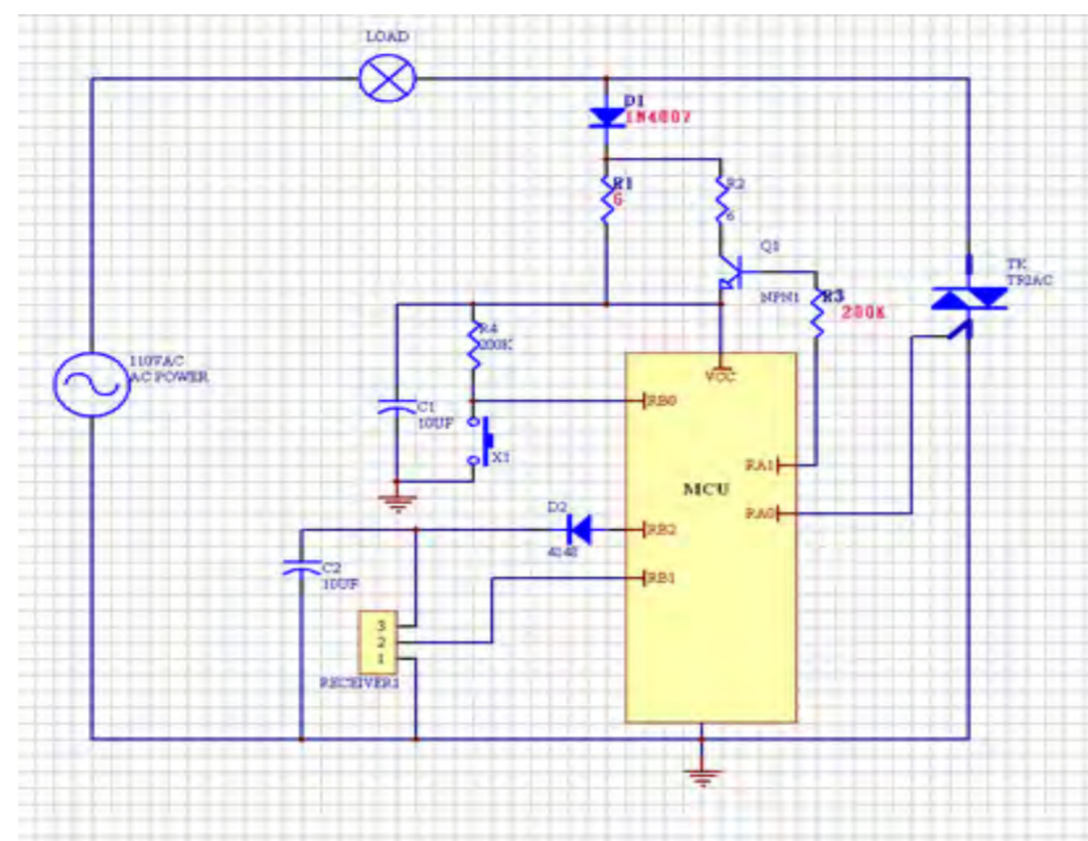 LOAD
D1
1N4007
R1
6
R2
6
Q1
NPN1
R3
200K
TK
TRIAC
110VAC
AC POWER
R4
200K
C1
10UF
X1
VCC
RB0
MCU
RA1
RA0
D2
RB2
RB1
C2
10UF
3
2
1
RECEIVER1